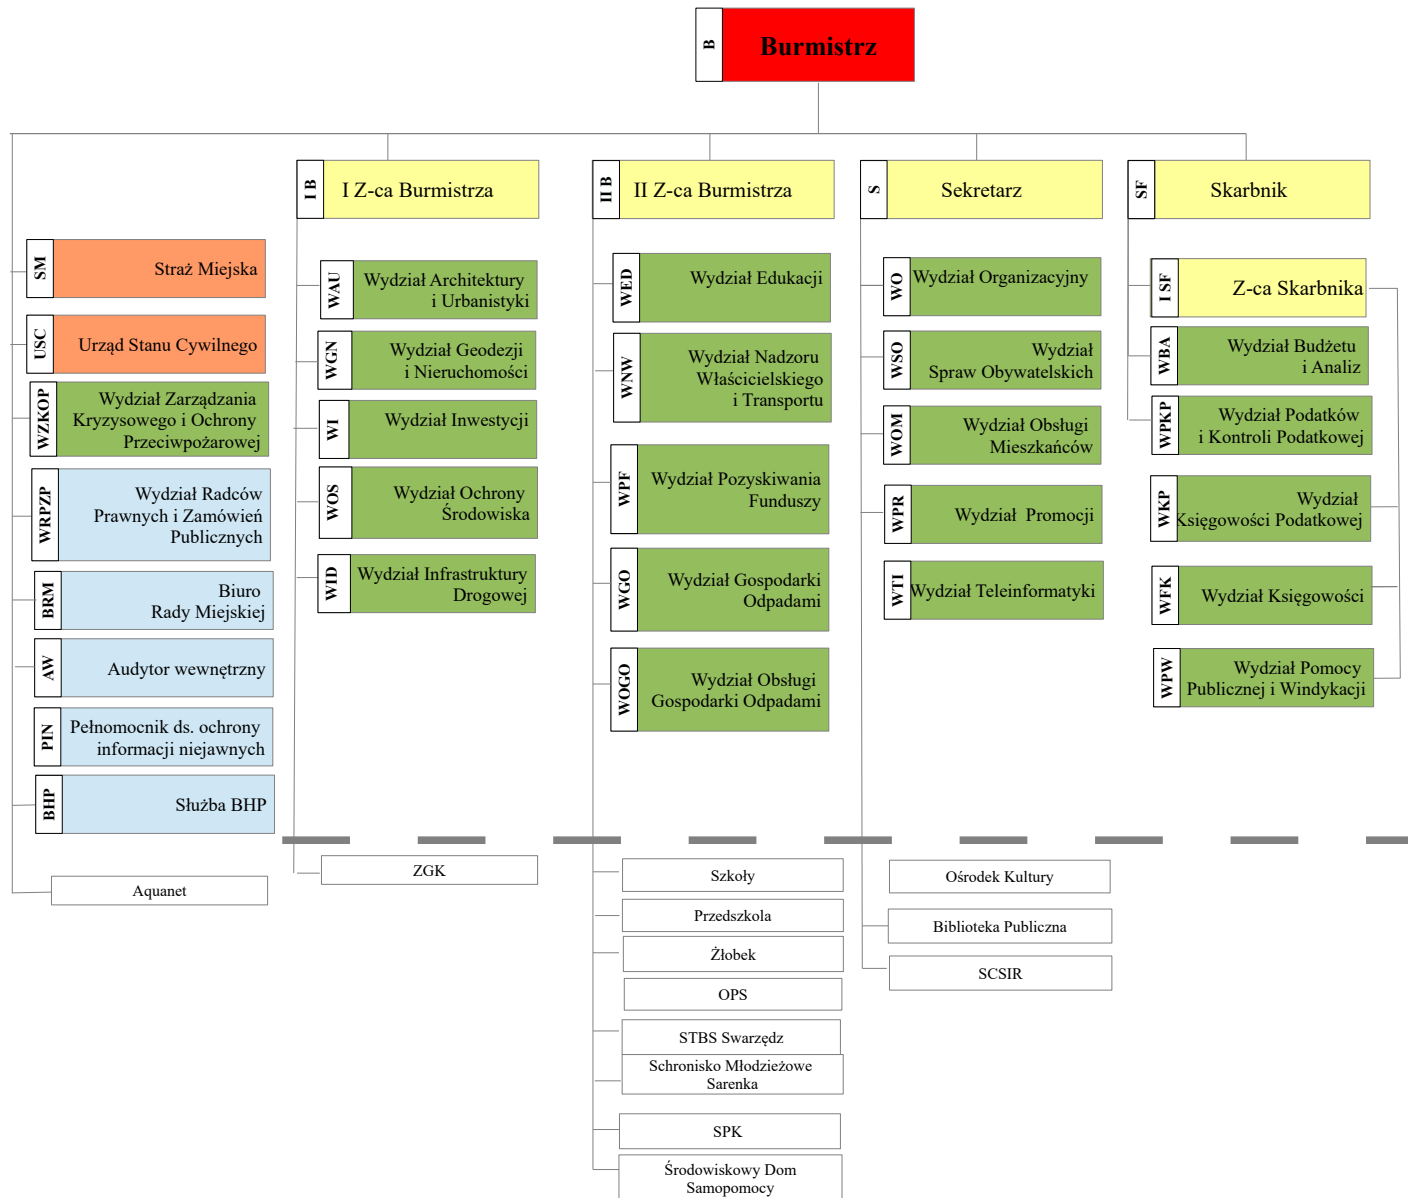 B
Burmistrz
I B
I Z-ca Burmistrza
II B
II Z-ca Burmistrza
S
Sekretarz
SF
Skarbnik
SM
Straż Miejska
USC
Urząd Stanu Cywilnego
WZKOP
Wydział Zarządzania
Kryzysowego i Ochrony
Przeciwpożarowej
WRPZP
Wydział Radców
Prawnych i Zamówień
Publicznych
BRM
Biuro
Rady Miejskiej
AW
Audytor wewnętrzny
PIN
Pełnomocnik ds. ochrony
informacji niejawnych
BHP
Służba BHP
Aquanet
WAU
Wydział Architektury
i Urbanistyki
WGN
Wydział Geodezji
i Nieruchomości
WI
Wydział Inwestycji
WOS
Wydział Ochrony
Środowiska
WID
Wydział Infrastruktury
Drogowej
ZGK
WED
Wydział Edukacji
WNW
Wydział Nadzoru
Właścicielskiego
i Transportu
WPF
Wydział Pozyskiwania
Funduszy
WGO
Wydział Gospodarki
Odpadami
WOGO
Wydział Obsługi
Gospodarki Odpadami
Szkoły
Przedszkola
Żłobek
OPS
STBS Swarzędz
Schronisko Młodzieżowe
Sarenka
SPK
Środowiskowy Dom
Samopomocy
WO
Wydział Organizacyjny
WSO
Wydział
Spraw Obywatelskich
WOM
Wydział Obsługi
Mieszkańców
WPR
Wydział Promocji
WTI
Wydział Teleinformatyki
Ośrodek Kultury
Biblioteka Publiczna
SCSIR
I SF
Z-ca Skarbnika
WBA
Wydział Budżetu
i Analiz
WPKP
Wydział Podatków
i Kontroli Podatkowej
WKP
Wydział
Księgowości Podatkowej
WFK
Wydział Księgowości
WPW
Wydział Pomocy
Publicznej i Windykacji